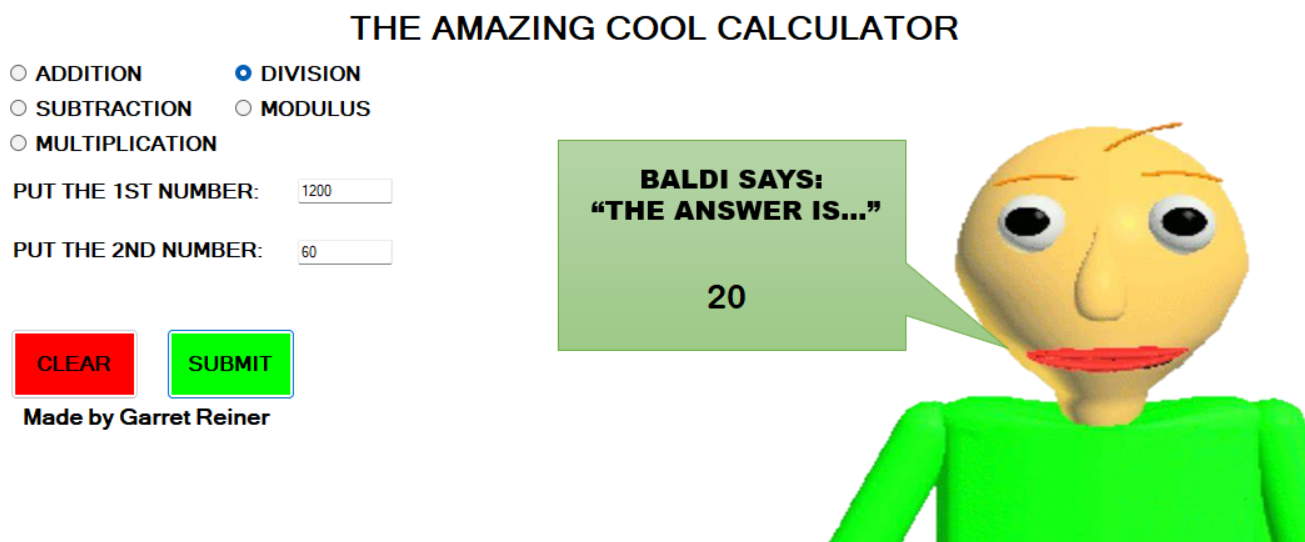 THE AMAZING COOL CALCULATOR
ADDITION
DIVISION
SUBTRACTION
MODULUS
MULTIPLICATION
PUT THE 1ST NUMBER: 1200
PUT THE 2ND NUMBER: 60
BALDI SAYS:
“THE ANSWER IS...”
20
CLEAR
SUBMIT
Made by Garret Reiner